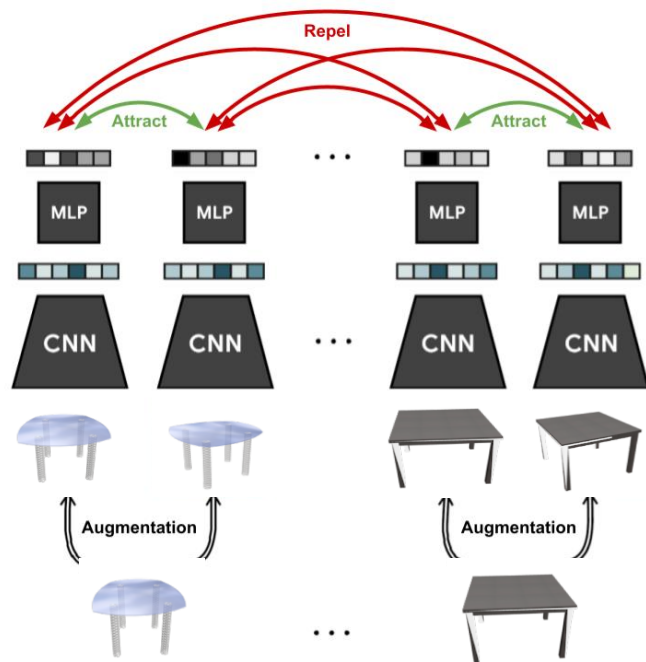 Repel
Attract Attract
. . .
MLP MLP MLP MLP
CNN CNN . . . CNN CNN
Augmentation Augmentation
. . .